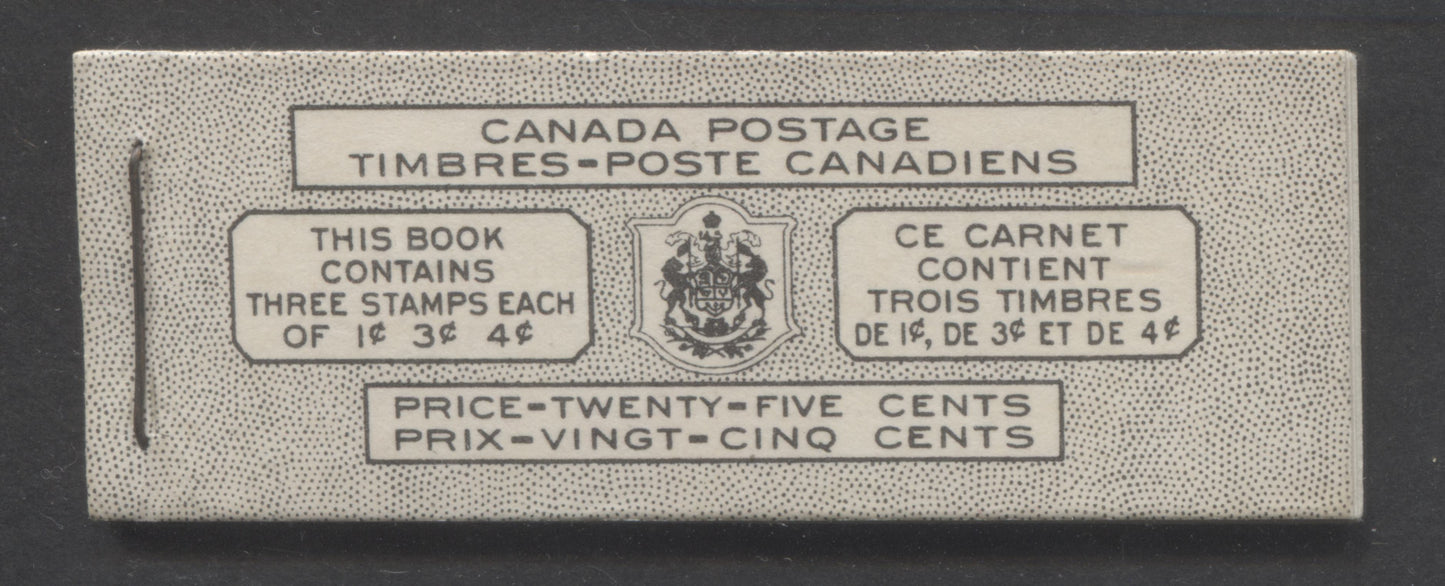 CANADA POSTAGE
TIMBRES-POSTE CANADIENS
THIS BOOK
CONTAINS
THREE STAMPS EACH
OF 1¢ 3¢ 4¢
CE CARNET
CONTIENT
TROIS TIMBRES
DE 1¢, DE 3¢ ET DE 4¢
PRICE-TWENTY-FIVE CENTS
PRIX-VINGT-CINQ CENTS